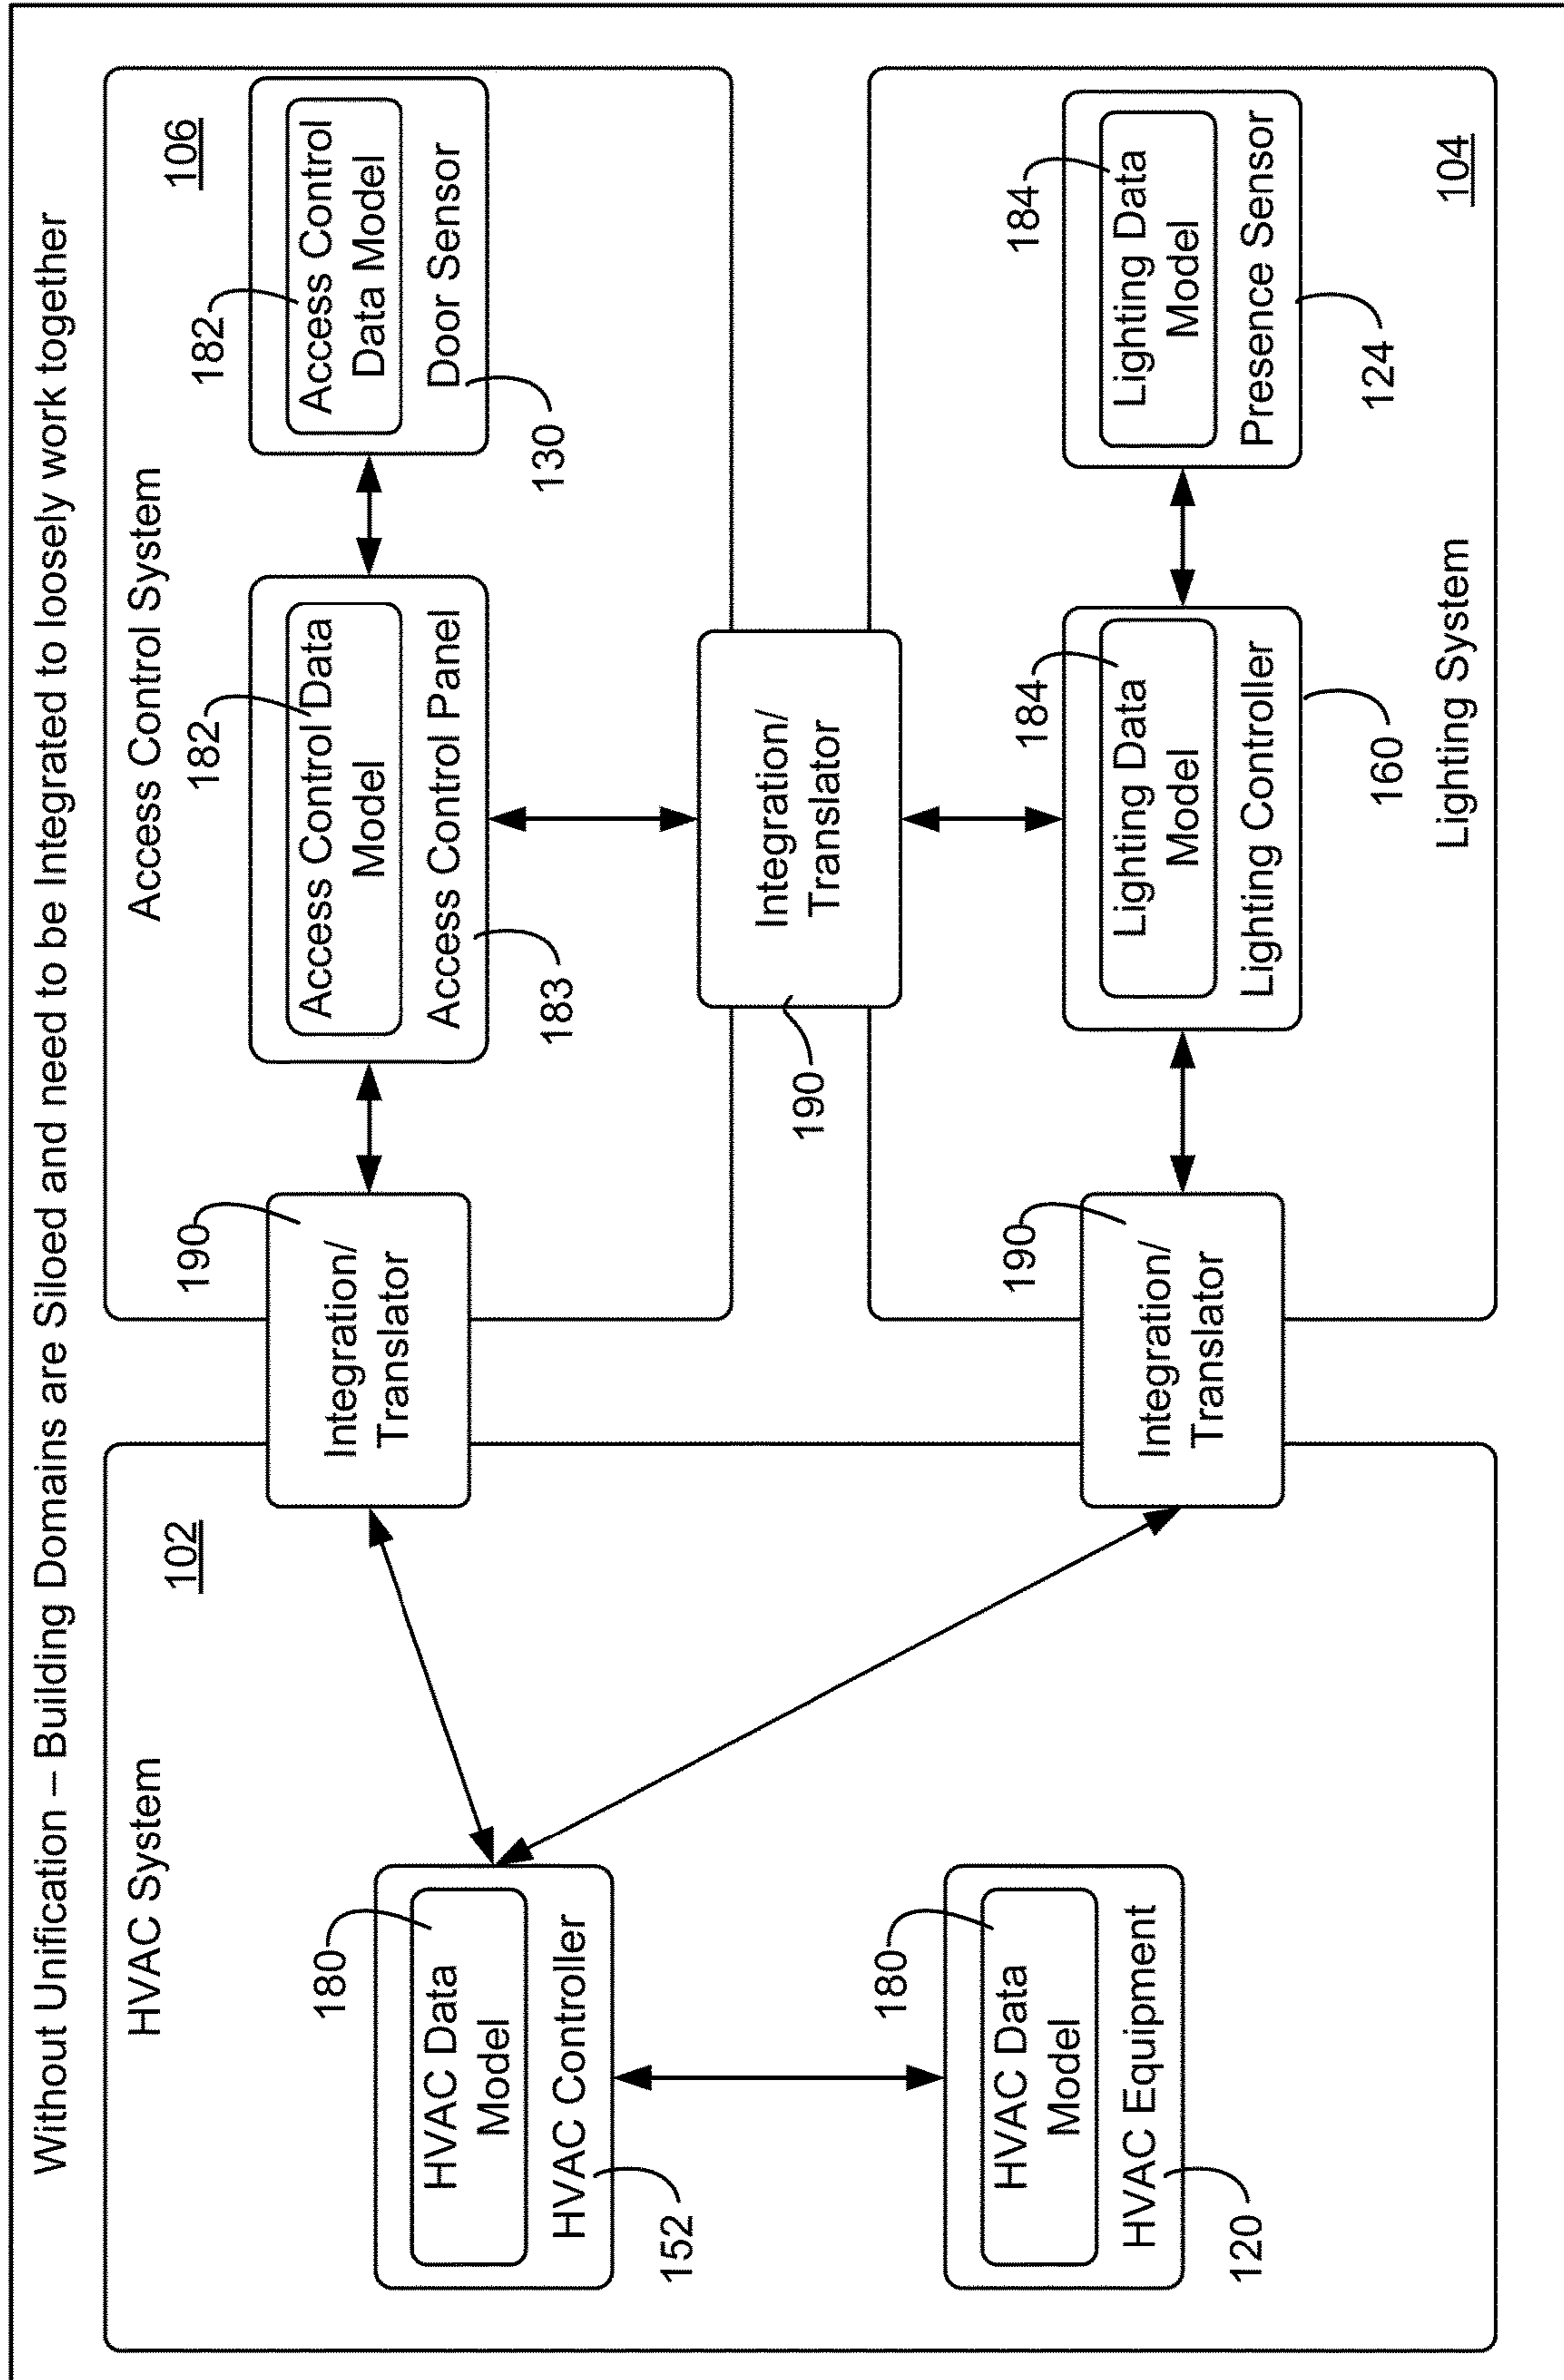 Without Unification – Building Domains are Siloed and need to be Integrated to loosely work together
HVAC System
102
180
HVAC Data
Model
HVAC Controller
152
180
HVAC Data
Model
HVAC Equipment
120
190
Integration/
Translator
190
Integration/
Translator
Access Control System
106
182
Access Control Data
Model
Access Control Panel
183
182
Access Control
Data Model
Door Sensor
130
Integration/
Translator
190
184
Lighting Data
Model
Lighting Controller
160
184
Lighting Data
Model
Presence Sensor
124
Lighting System
104